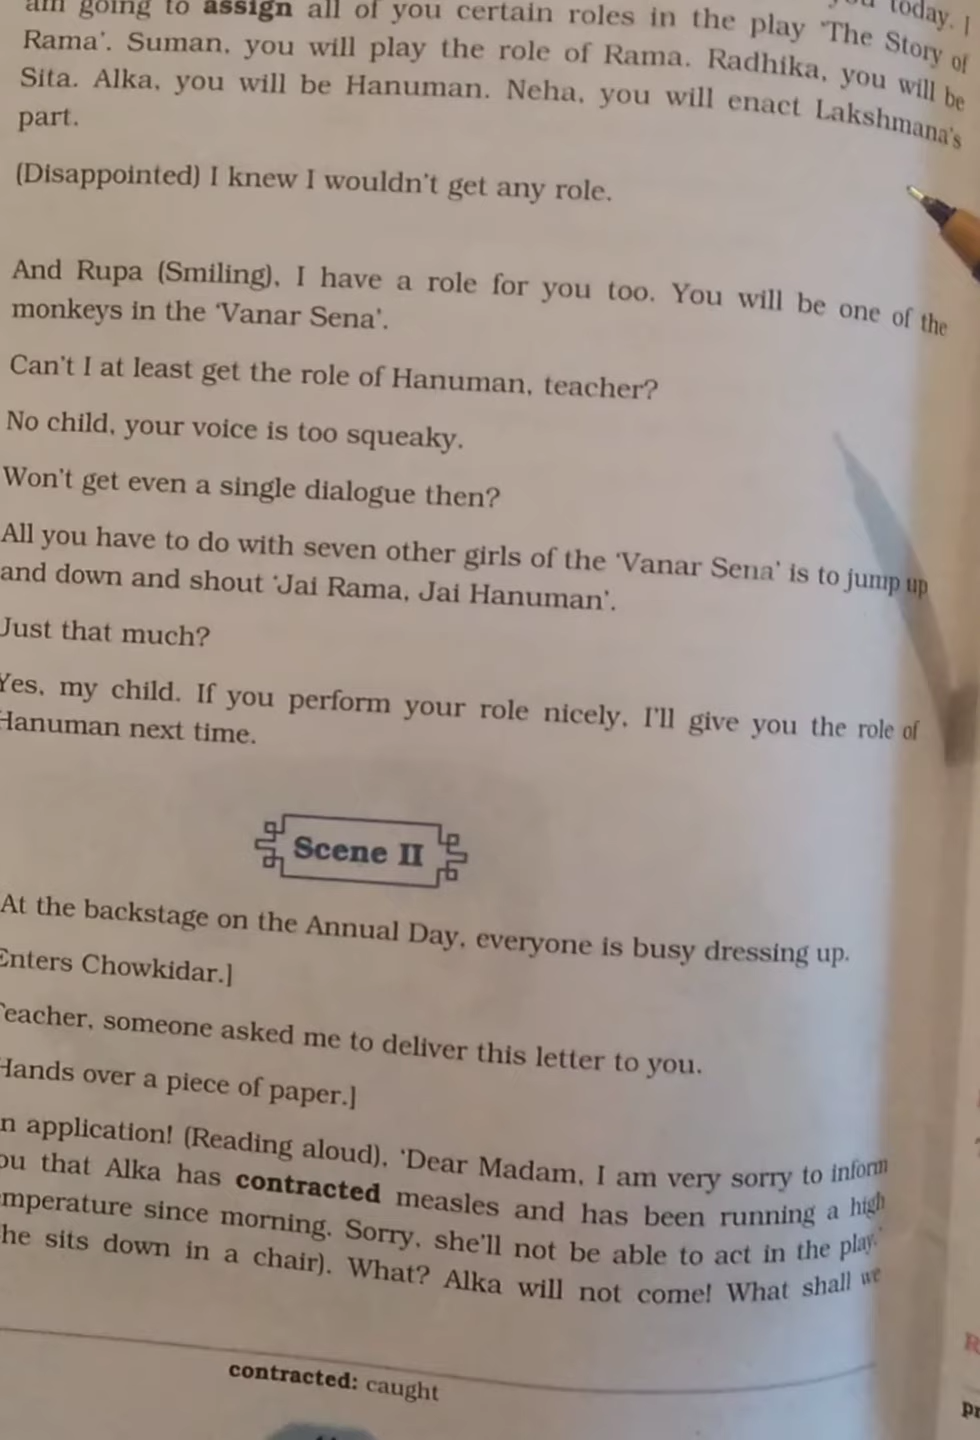 today. I
am going to assign all of you certain roles in the play 'The Story of
Rama'. Suman, you will play the role of Rama. Radhika, you will be
Sita. Alka, you will be Hanuman. Neha, you will enact Lakshmana's
part.
(Disappointed) I knew I wouldn't get any role.
And Rupa (Smiling), I have a role for you too. You will be one of the
monkeys in the 'Vanar Sena'.
Can't I at least get the role of Hanuman, teacher?
No child, your voice is too squeaky.
Won't get even a single dialogue then?
All you have to do with seven other girls of the 'Vanar Sena' is to jump up
and down and shout 'Jai Rama, Jai Hanuman'.
Just that much?
Yes, my child. If you perform your role nicely, I'll give you the role of
Hanuman next time.
Scene II
At the backstage on the Annual Day, everyone is busy dressing up.
Enters Chowkidar.]
Teacher, someone asked me to deliver this letter to you.
Hands over a piece of paper.]
n application! (Reading aloud), 'Dear Madam, I am very sorry to inform
ou that Alka has contracted measles and has been running a high
mperature since morning. Sorry, she'll not be able to act in the play.'
he sits down in a chair). What? Alka will not come! What shall we
contracted: caught